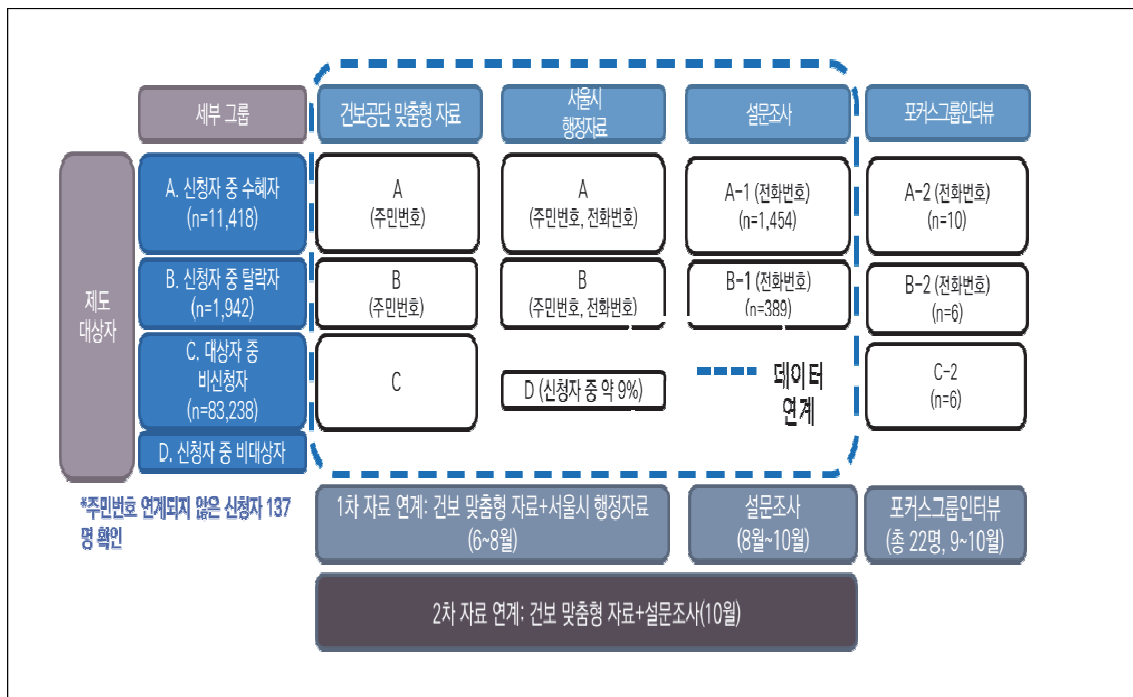 세부 그룹
건보공단 맞춤형 자료
서울시
행정자료
설문조사
포커스그룹인터뷰
제도
대상자
A. 신청자 중 수혜자
(n=11,418)
A
(주민번호)
A
(주민번호, 전화번호)
A-1 (전화번호)
(n=1,454)
A-2 (전화번호)
(n=10)
B. 신청자 중 탈락자
(n=1,942)
B
(주민번호)
B
(주민번호, 전화번호)
B-1 (전화번호)
(n=389)
B-2 (전화번호)
(n=6)
C. 대상자 중
비신청자
(n=83,238)
C
D (신청자 중 약 9%)
데이터
연계
C-2
(n=6)
D. 신청자 중 비대상자
*주민번호 연계되지 않은 신청자 137
명 확인
1차 자료 연계: 건보 맞춤형 자료+서울시 행정자료
(6~8월)
설문조사
(8월~10월)
포커스그룹인터뷰
(총 22명, 9~10월)
2차 자료 연계: 건보 맞춤형 자료+설문조사(10월)